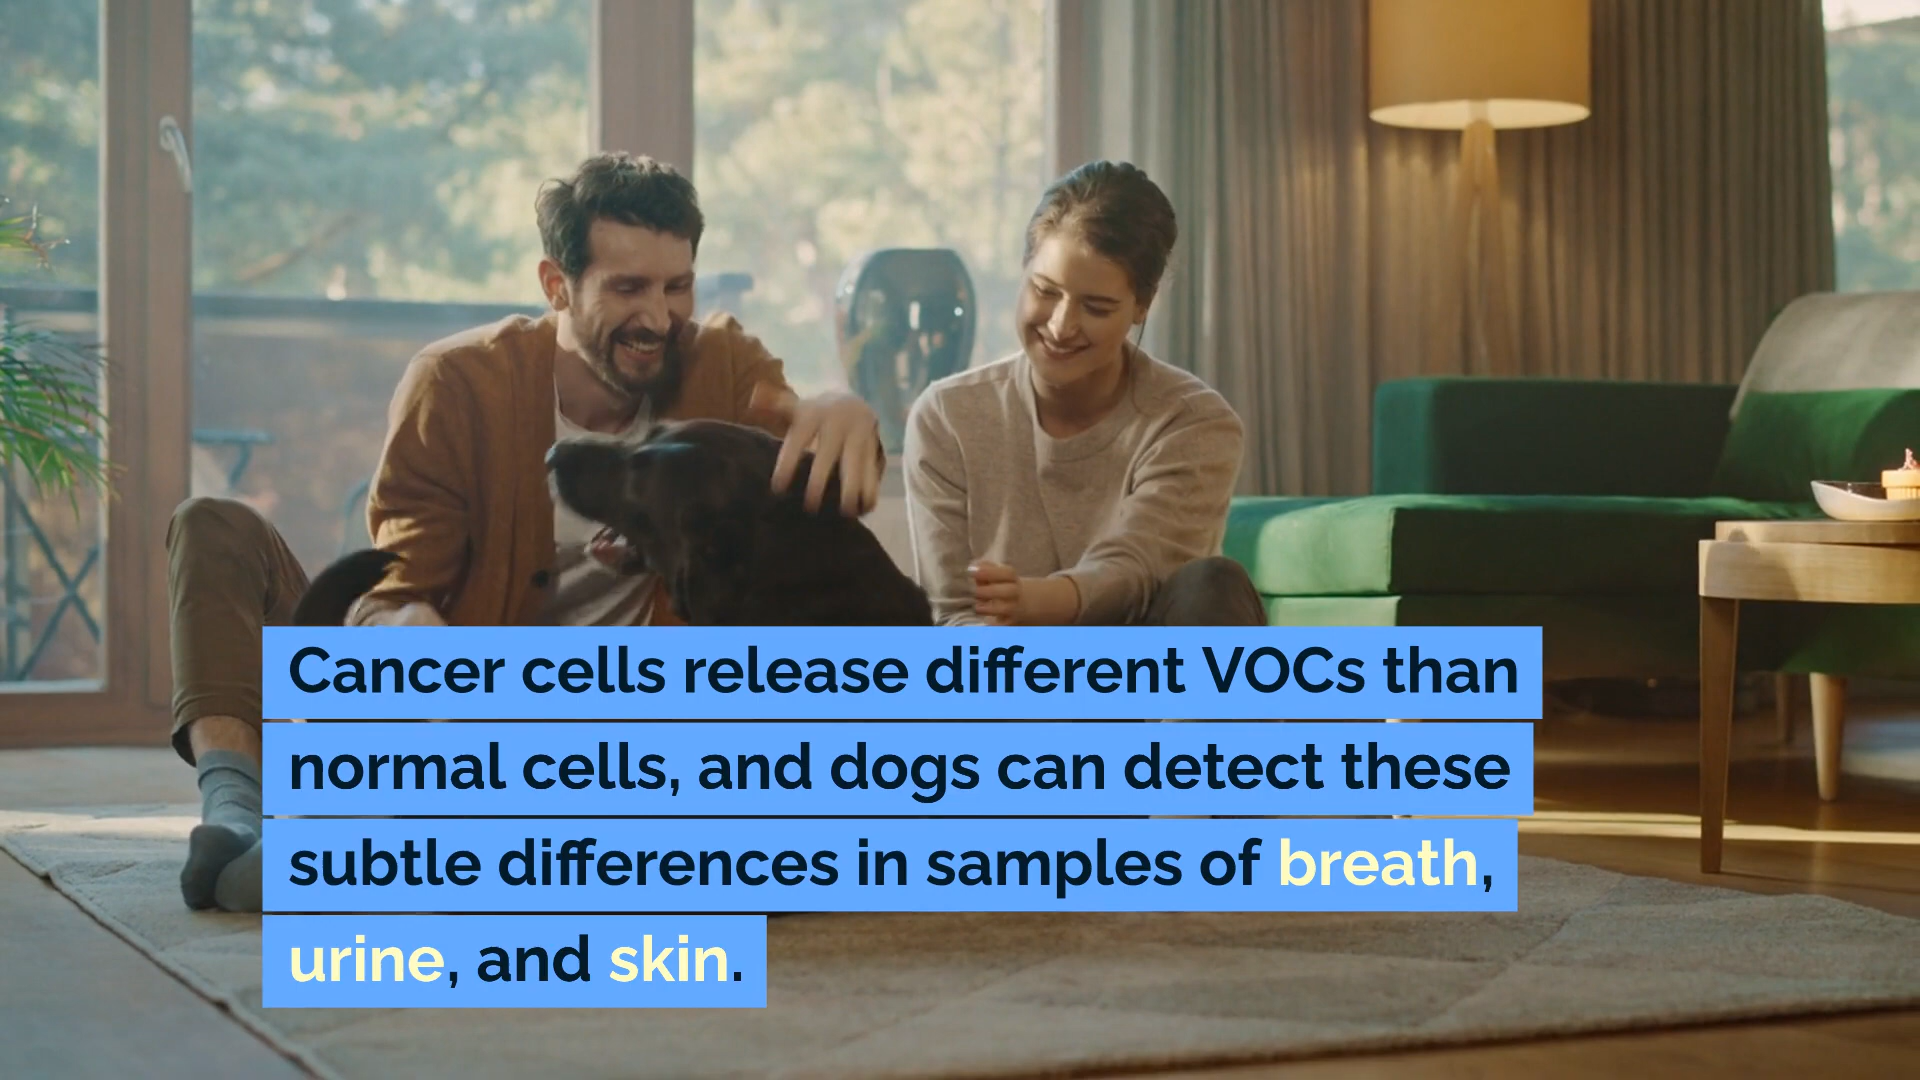 Cancer cells release different VOCs than
normal cells, and dogs can detect these
subtle differences in samples of breath,
urine, and skin.